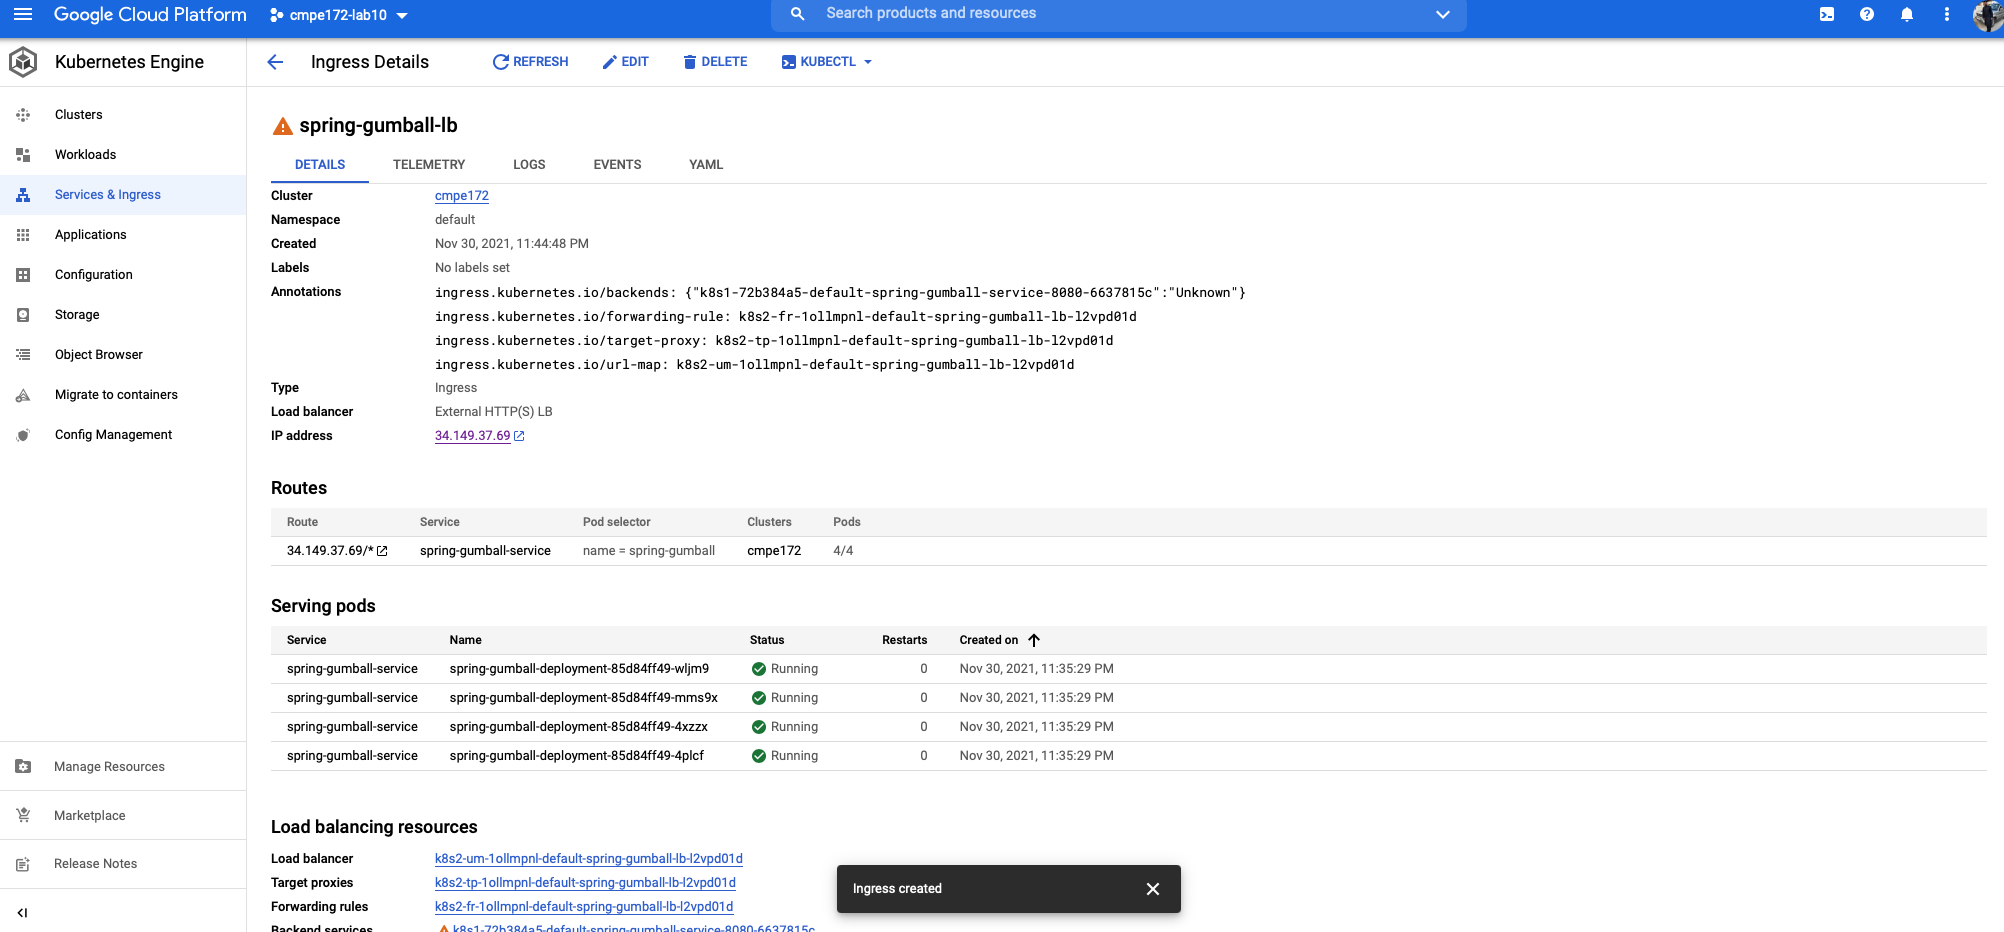 Google Cloud Platform
cmpe172-lab10
Search products and resources
Kubernetes Engine
Ingress Details
REFRESH
EDIT
DELETE
KUBECTL
Clusters
Workloads
Services & Ingress
Applications
Configuration
Storage
Object Browser
Migrate to containers
Config Management
Manage Resources
Marketplace
Release Notes
spring-gumball-lb
DETAILS TELEMETRY LOGS EVENTS YAML
Cluster cmpe172
Namespace default
Created Nov 30, 2021, 11:44:48 PM
Labels No labels set
Annotations ingress.kubernetes.io/backends: {"k8s1-72b384a5-default-spring-gumball-service-8080-6637815c":"Unknown"}
ingress.kubernetes.io/forwarding-rule: k8s2-fr-1ollmpnl-default-spring-gumball-lb-l2vpd01d
ingress.kubernetes.io/target-proxy: k8s2-tp-1ollmpnl-default-spring-gumball-lb-l2vpd01d
ingress.kubernetes.io/url-map: k8s2-um-1ollmpnl-default-spring-gumball-lb-l2vpd01d
Type Ingress
Load balancer External HTTP(S) LB
IP address 34.149.37.69
Routes
Route Service Pod selector Clusters Pods
34.149.37.69/* spring-gumball-service name = spring-gumball cmpe172 4/4
Serving pods
Service Name Status Restarts Created on
spring-gumball-service spring-gumball-deployment-85d84ff49-wljm9 Running 0 Nov 30, 2021, 11:35:29 PM
spring-gumball-service spring-gumball-deployment-85d84ff49-mms9x Running 0 Nov 30, 2021, 11:35:29 PM
spring-gumball-service spring-gumball-deployment-85d84ff49-4xzzx Running 0 Nov 30, 2021, 11:35:29 PM
spring-gumball-service spring-gumball-deployment-85d84ff49-4plcf Running 0 Nov 30, 2021, 11:35:29 PM
Load balancing resources
Load balancer k8s2-um-1ollmpnl-default-spring-gumball-lb-l2vpd01d
Target proxies k8s2-tp-1ollmpnl-default-spring-gumball-lb-l2vpd01d
Forwarding rules k8s2-fr-1ollmpnl-default-spring-gumball-lb-l2vpd01d
Backend services k8s1-72b384a5-default-spring-gumball-service-8080-6637815c
Ingress created